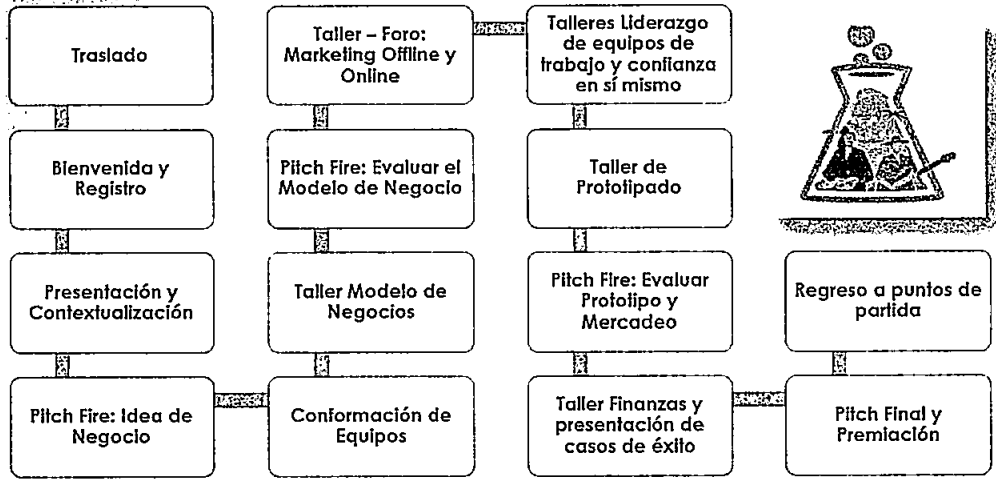 Traslado
Bienvenida y
Registro
Presentación y
Contextualización
Pitch Fire: Idea de
Negocio
Conformación de
Equipos
Taller Modelo de
Negocios
Pitch Fire: Evaluar el
Modelo de Negocio
Taller – Foro:
Marketing Offline y
Online
Talleres Liderazgo
de equipos de
trabajo y confianza
en sí mismo
Taller de
Prototipado
Pitch Fire: Evaluar
Prototipo y
Mercadeo
Taller Finanzas y
presentación de
casos de éxito
Pitch Final y
Premiación
Regreso a puntos de
partida